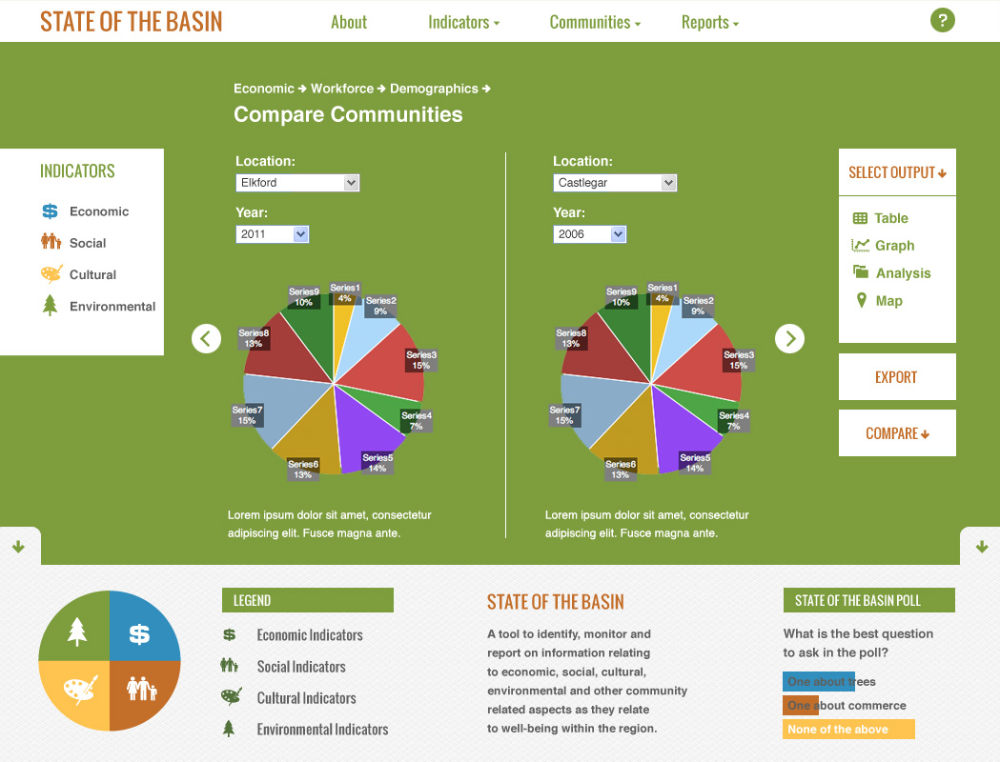 STATE OF THE BASIN
About
Indicators
Communities
Reports
?
Economic → Workforce → Demographics →
Compare Communities
INDICATORS
$ Economic
Social
Cultural
Environmental
Location:
Elkford
Year:
2011
Series1
4%
Series2
9%
Series3
15%
Series4
7%
Series5
14%
Series6
13%
Series7
15%
Series8
13%
Series9
10%
Lorem ipsum dolor sit amet, consectetur
adipiscing elit. Fusce magna ante.
Location:
Castlegar
Year:
2006
Series1
4%
Series2
9%
Series3
15%
Series4
7%
Series5
14%
Series6
13%
Series7
15%
Series8
13%
Series9
10%
Lorem ipsum dolor sit amet, consectetur
adipiscing elit. Fusce magna ante.
SELECT OUTPUT
Table
Graph
Analysis
Map
EXPORT
COMPARE
$
LEGEND
$ Economic Indicators
Social Indicators
Cultural Indicators
Environmental Indicators
STATE OF THE BASIN
A tool to identify, monitor and
report on information relating
to economic, social, cultural,
environmental and other community
related aspects as they relate
to well-being within the region.
STATE OF THE BASIN POLL
What is the best question
to ask in the poll?
One about trees
One about commerce
None of the above